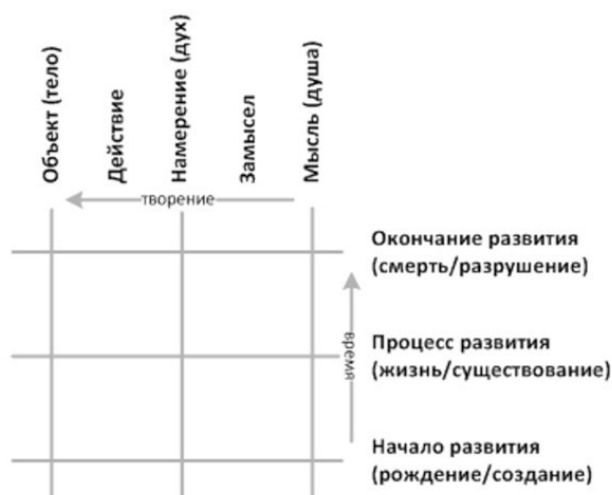 Объект (тело)
Действие
Намерение (дух)
Замысел
Мысль (душа)
творение
Окончание развития
(смерть/разрушение)
время
Процесс развития
(жизнь/существование)
Начало развития
(рождение/создание)